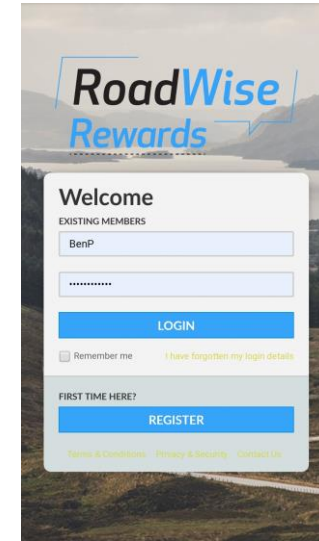 RoadWise
Rewards
Welcome
EXISTING MEMBERS
BenP
••••••••••••
LOGIN
Remember me I have forgotten my login details
FIRST TIME HERE?
REGISTER
Terms & Conditions Privacy & Security Contact Us